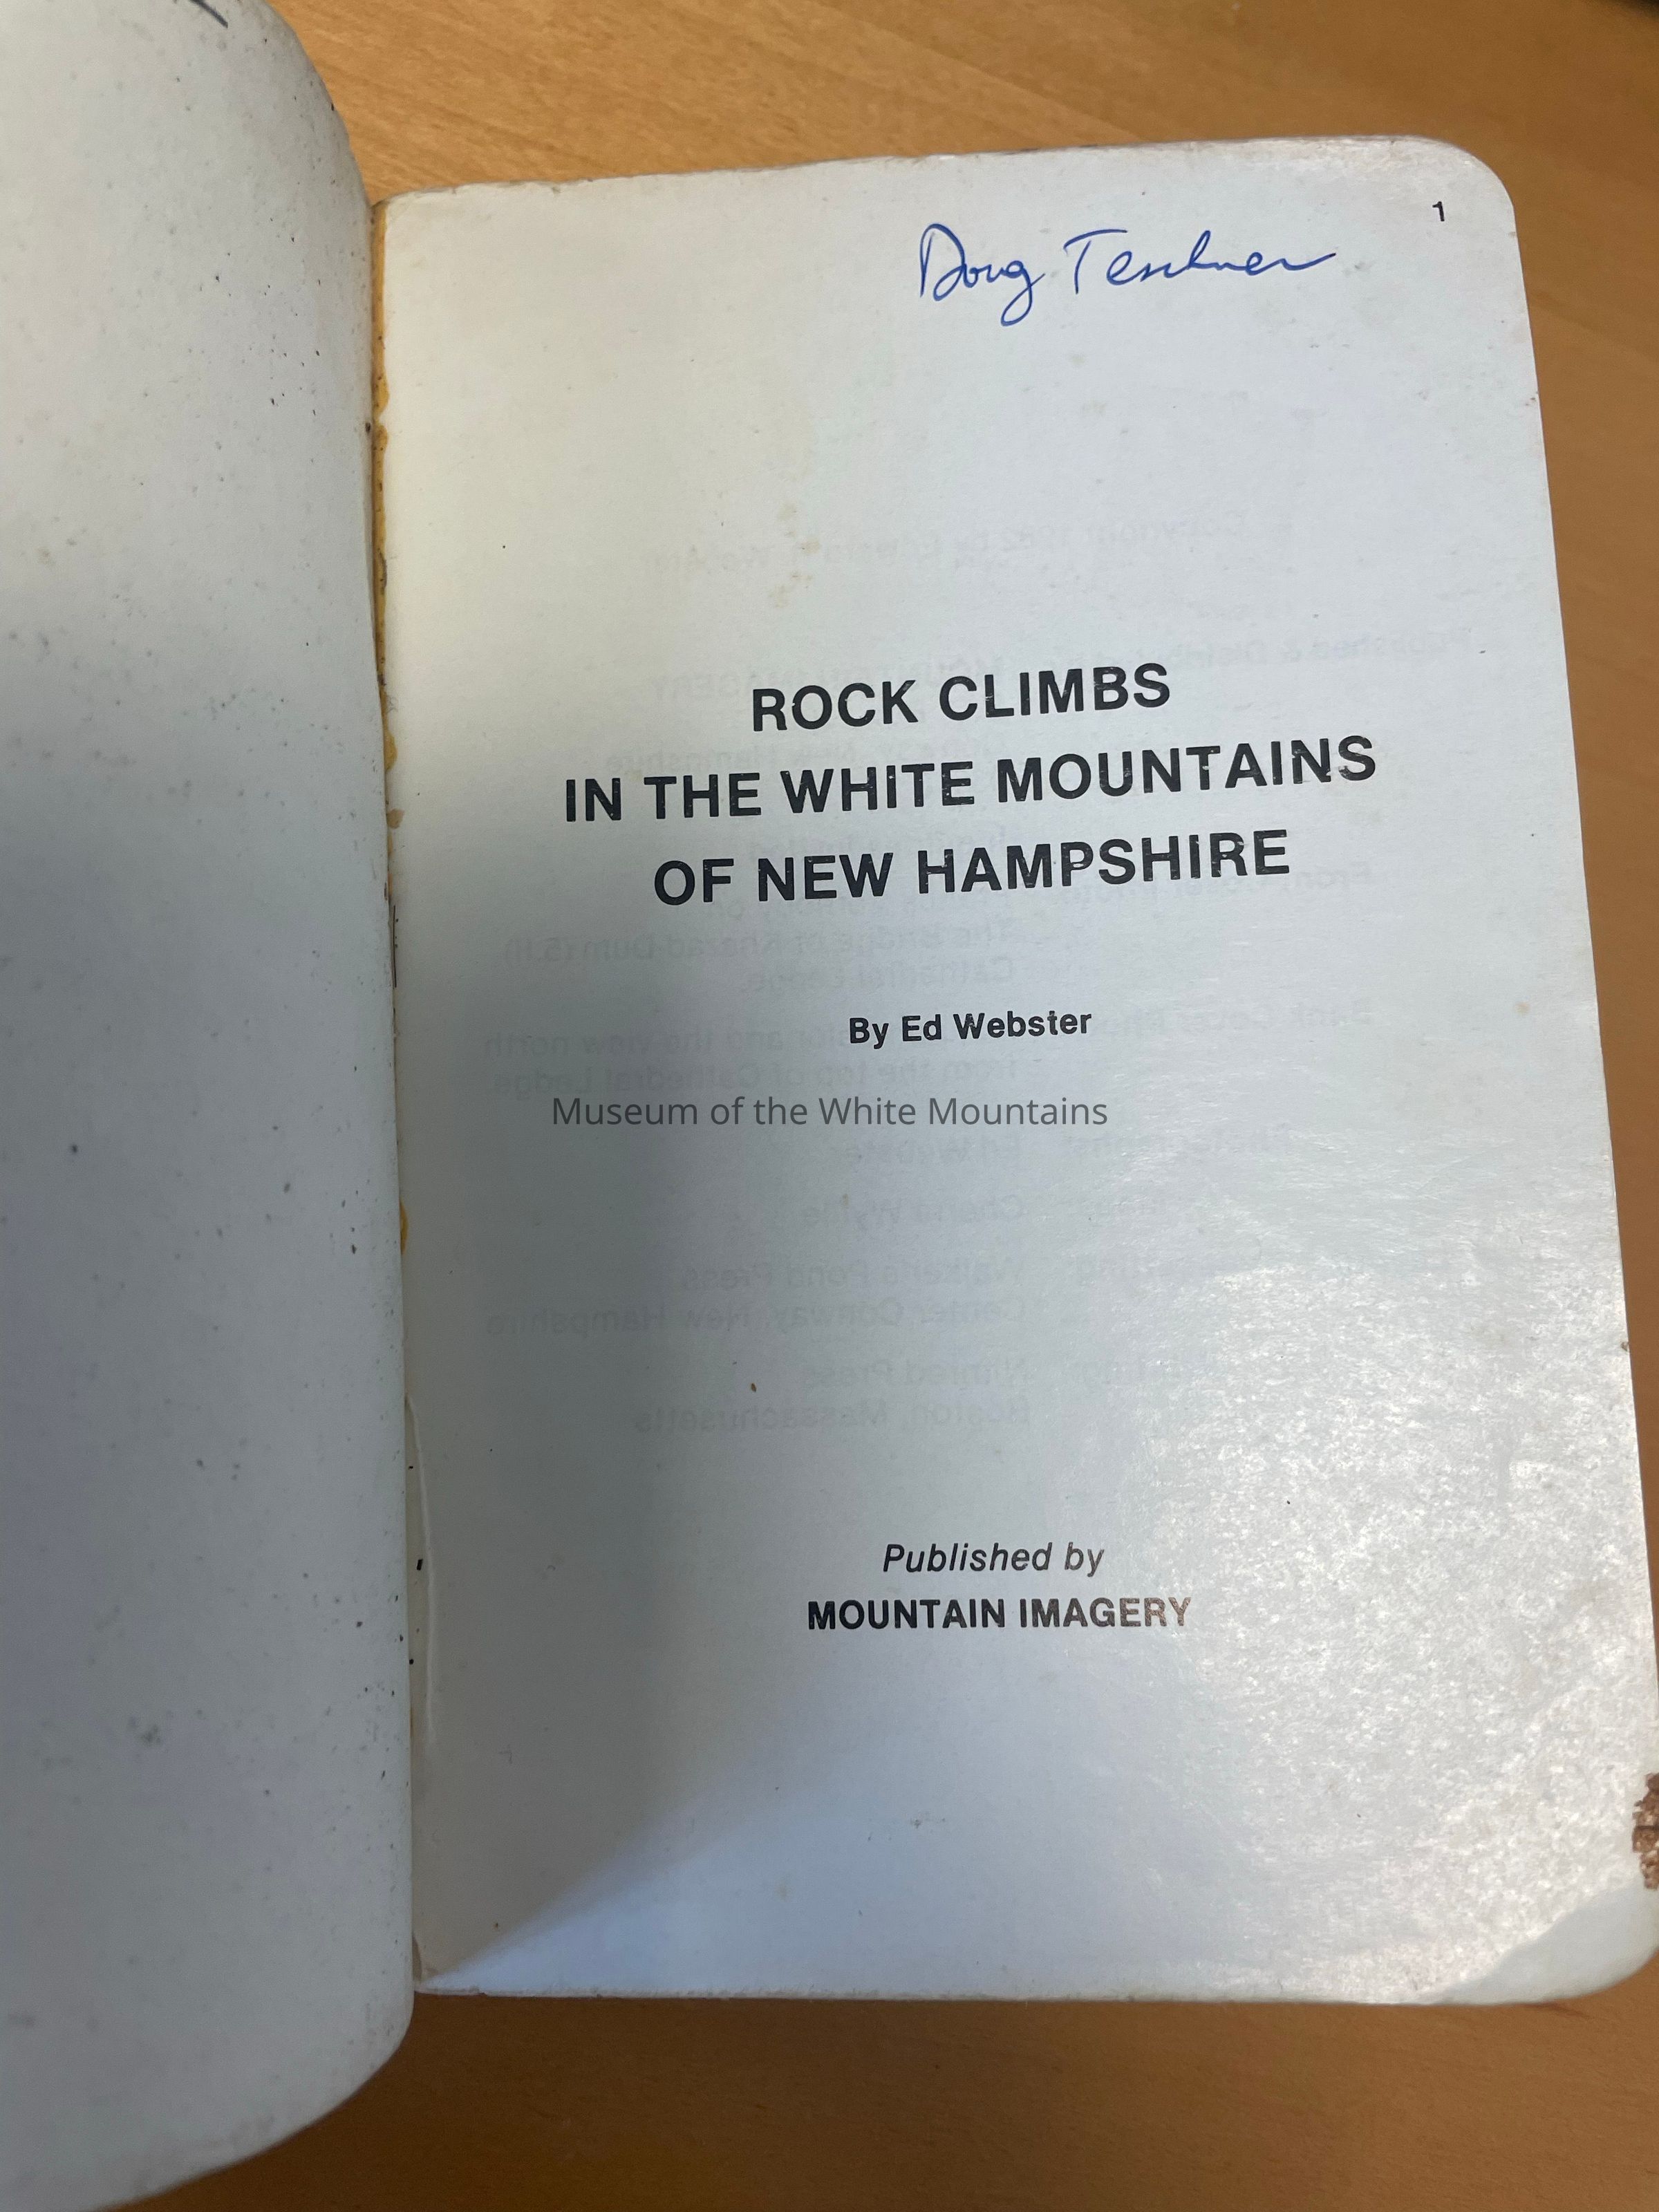 1
Doug Teschner
ROCK CLIMBS
IN THE WHITE MOUNTAINS
OF NEW HAMPSHIRE
By Ed Webster
Museum of the White Mountains
Published by
MOUNTAIN IMAGERY